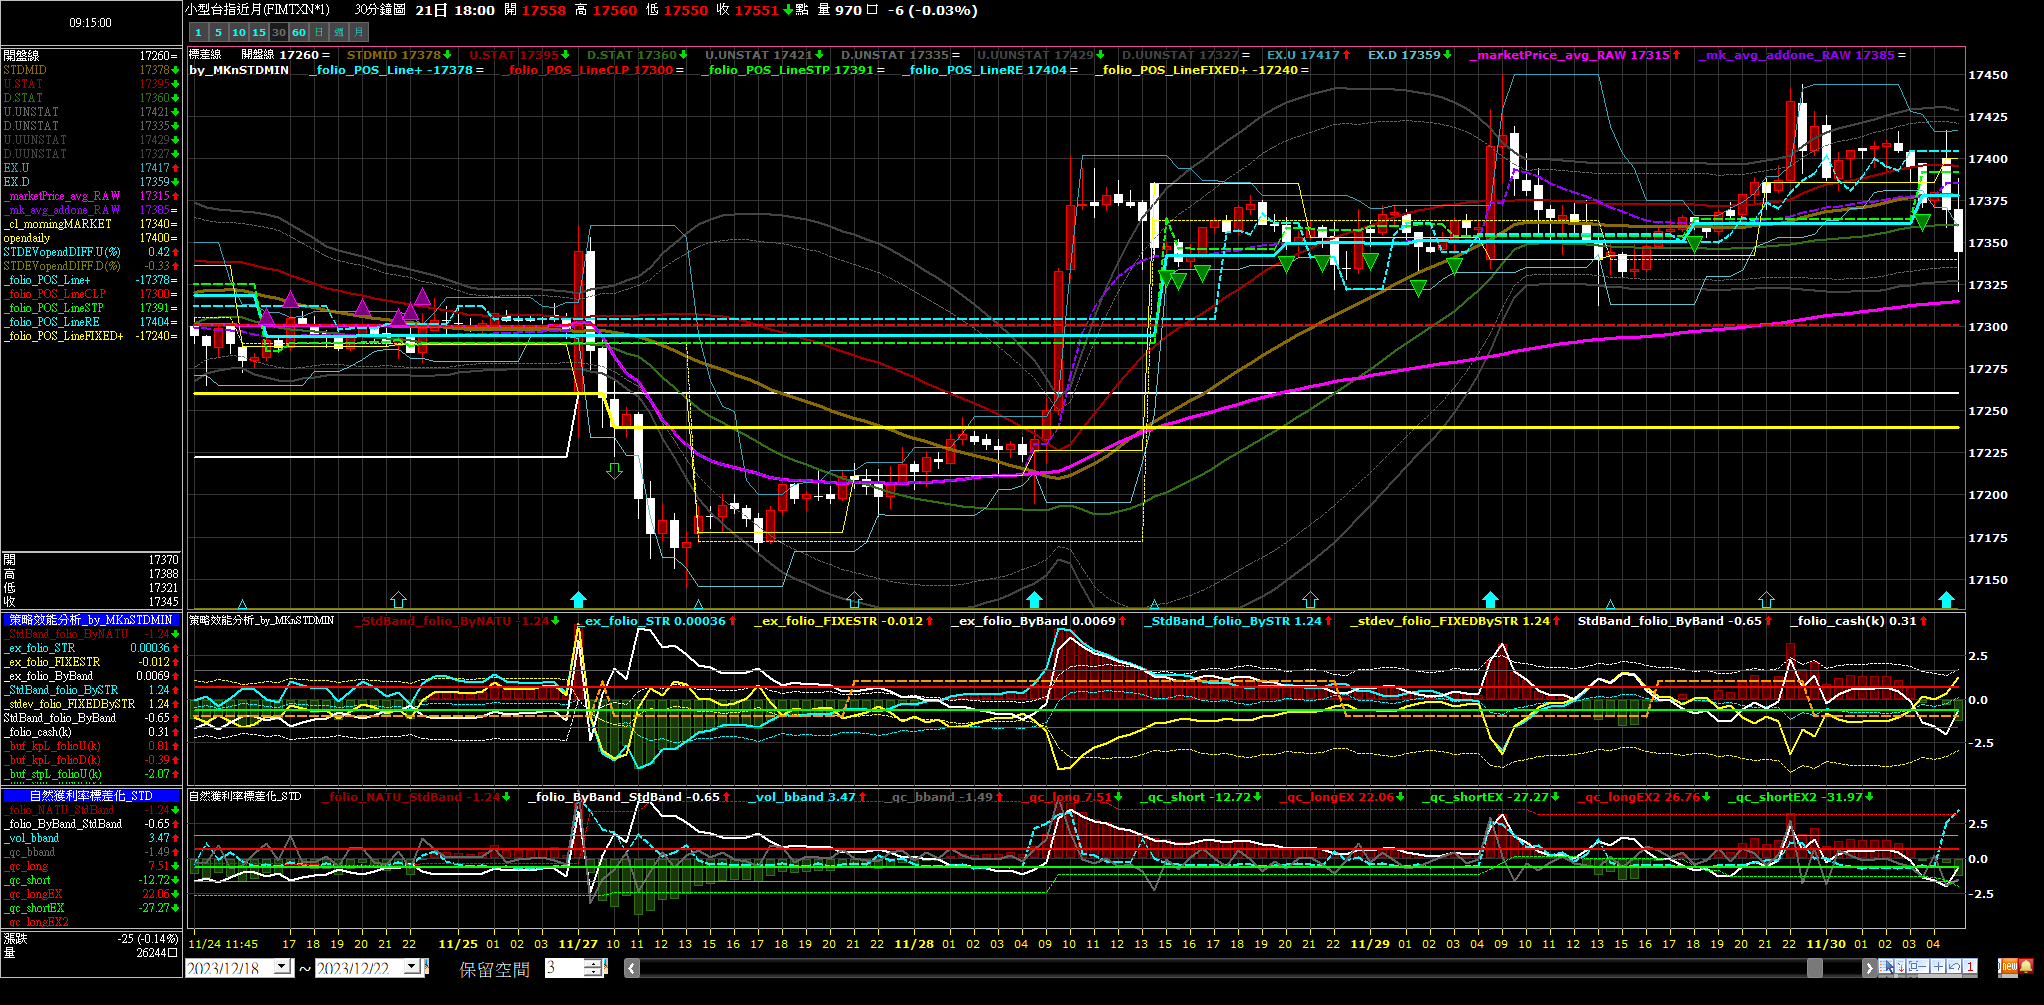 09:15:00
小型台指近月(FIMTXN*1) 30分鐘圖 21日 18:00 開 17558 高 17560 低 17550 收 17551 點 量 970口 -6 (-0.03%)
1 5 10 15 30 60 日 週 月
標差線 開盤線 17260 = STDMID 17378 U.STAT 17395 D.STAT 17360 U.UNSTAT 17421 D.UNSTAT 17335 = U.UUNSTAT 17429 D.UUNSTAT 17327 = EX.U 17417 EX.D 17359 _marketPrice_avg_RAW 17315 _mk_avg_addone_RAW 17385 =
by_MKnSTDMIN _folio_POS_Line+ -17378 = _folio_POS_LineCLP 17300 = _folio_POS_LineSTP 17391 = _folio_POS_LineRE 17404 = _folio_POS_LineFIXED+ -17240 =
開盤線 17260=
STDMID 17378
U.STAT 17395
D.STAT 17360
U.UNSTAT 17421
D.UNSTAT 17335
U.UUNSTAT 17429
D.UUNSTAT 17327
EX.U 17417
EX.D 17359
_marketPrice_avg_RAW 17315
_mk_avg_addone_RAW 17385=
_cl_morningMARKET 17340=
opendaily 17400=
STDEVopendDIFF.U(%) 0.42
STDEVopendDIFF.D(%) -0.33
_folio_POS_Line+ -17378=
_folio_POS_LineCLP 17300=
_folio_POS_LineSTP 17391=
_folio_POS_LineRE 17404=
_folio_POS_LineFIXED+ -17240=
開 17370
高 17388
低 17321
收 17345
17450
17425
17400
17375
17350
17325
17300
17275
17250
17225
17200
17175
17150
策略效能分析_by_MKnSTDMIN
_StdBand_folio_ByNATU -1.24
_ex_folio_STR 0.00036
_ex_folio_FIXESTR -0.012
_ex_folio_ByBand 0.0069
_StdBand_folio_BySTR 1.24
_stdev_folio_FIXEDBySTR 1.24
StdBand_folio_ByBand -0.65
_folio_cash(k) 0.31
_buf_kpL_folioU(k) 0.81
_buf_kpL_folioD(k) -0.39
_buf_stpL_folioU(k) -2.07
策略效能分析_by_MKnSTDMIN _StdBand_folio_ByNATU -1.24 _ex_folio_STR 0.00036 _ex_folio_FIXESTR -0.012 _ex_folio_ByBand 0.0069 _StdBand_folio_BySTR 1.24 _stdev_folio_FIXEDBySTR 1.24 StdBand_folio_ByBand -0.65 _folio_cash(k) 0.31
2.5
0.0
-2.5
自然獲利率標差化_STD
_folio_NATU_StdBand -1.24
_folio_ByBand_StdBand -0.65
_vol_bband 3.47
_qc_bband -1.49
_qc_long 7.51
_qc_short -12.72
_qc_longEX 22.06
_qc_shortEX -27.27
_qc_longEX2
自然獲利率標差化_STD _folio_NATU_StdBand -1.24 _folio_ByBand_StdBand -0.65 _vol_bband 3.47 _qc_bband -1.49 _qc_long 7.51 _qc_short -12.72 _qc_longEX 22.06 _qc_shortEX -27.27 _qc_longEX2 26.76 _qc_shortEX2 -31.97
2.5
0.0
-2.5
漲跌 -25 (-0.14%)
量 26244口
11/24 11:45 17 18 19 20 21 22 11/25 01 02 03 11/27 10 11 12 13 15 16 17 18 19 20 21 22 11/28 01 02 03 04 09 10 11 12 13 15 16 17 18 19 20 21 22 11/29 01 02 03 04 09 10 11 12 13 15 16 17 18 19 20 21 22 11/30 01 02 03 04
2023/12/18 ~ 2023/12/22 保留空間 3
1 new